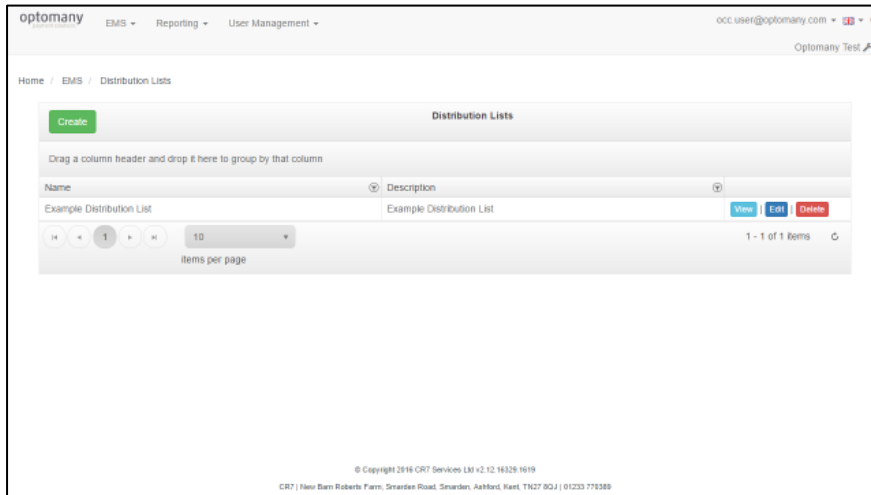 optomany
EMS Reporting User Management
occ.user@optomany.com
Optomany Test
Home / EMS / Distribution Lists
Create
Distribution Lists
Drag a column header and drop it here to group by that column
Name Description
Example Distribution List Example Distribution List View | Edit | Delete
1 10 1 - 1 of 1 items
items per page
© Copyright 2016 CR7 Services Ltd v2.12.16329.1619
CR7 | New Barn Roberts Farm, Smarden Road, Smarden, Ashford, Kent, TN27 8QJ | 01233 778389